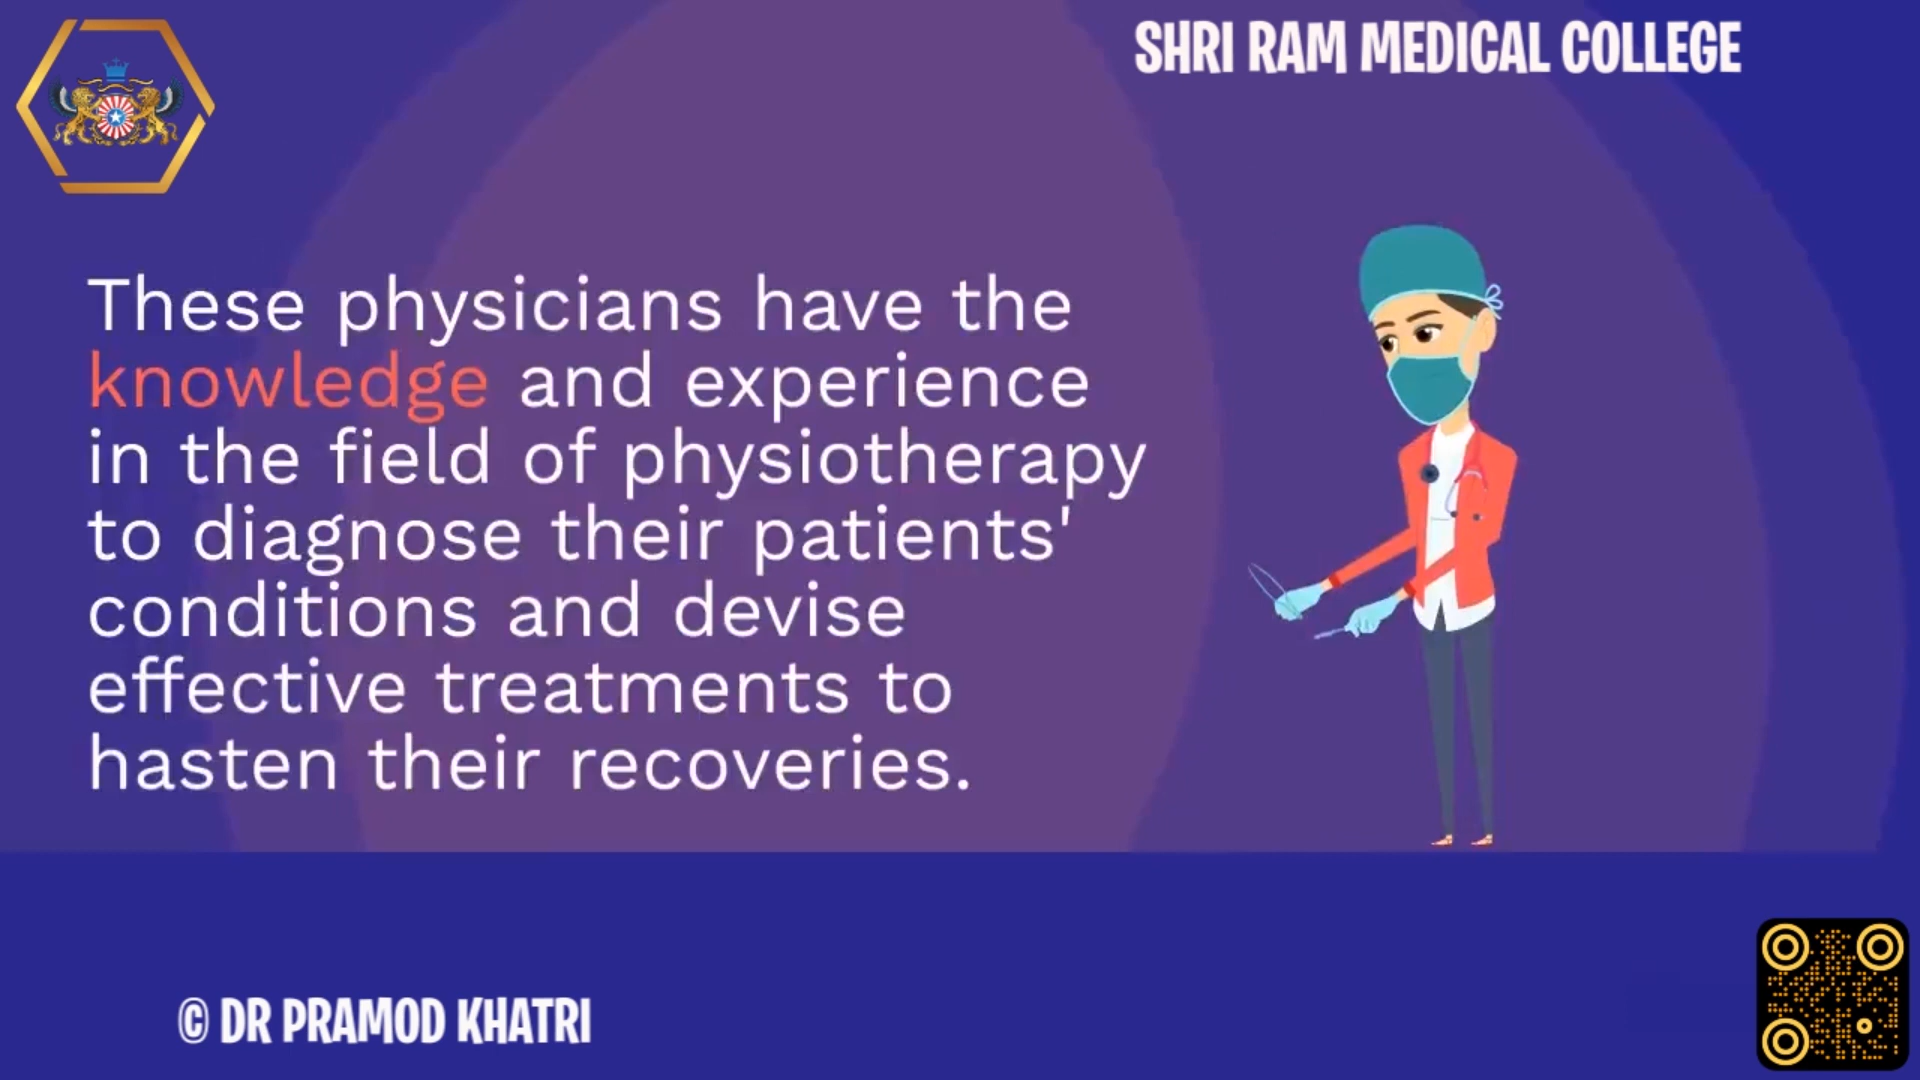 SHRI RAM MEDICAL COLLEGE
These physicians have the
knowledge and experience
in the field of physiotherapy
to diagnose their patients'
conditions and devise
effective treatments to
hasten their recoveries.
© DR PRAMOD KHATRI